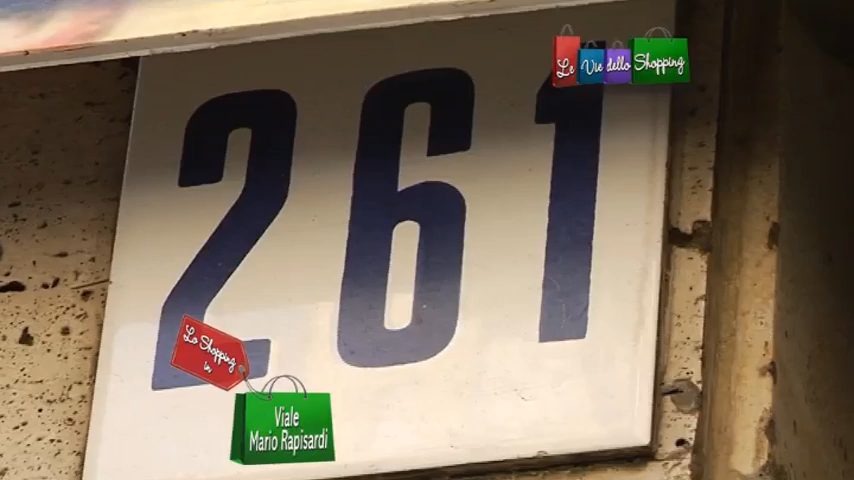 Le Vie dello Shopping
261
Lo Shopping
in
Viale
Mario Rapisardi